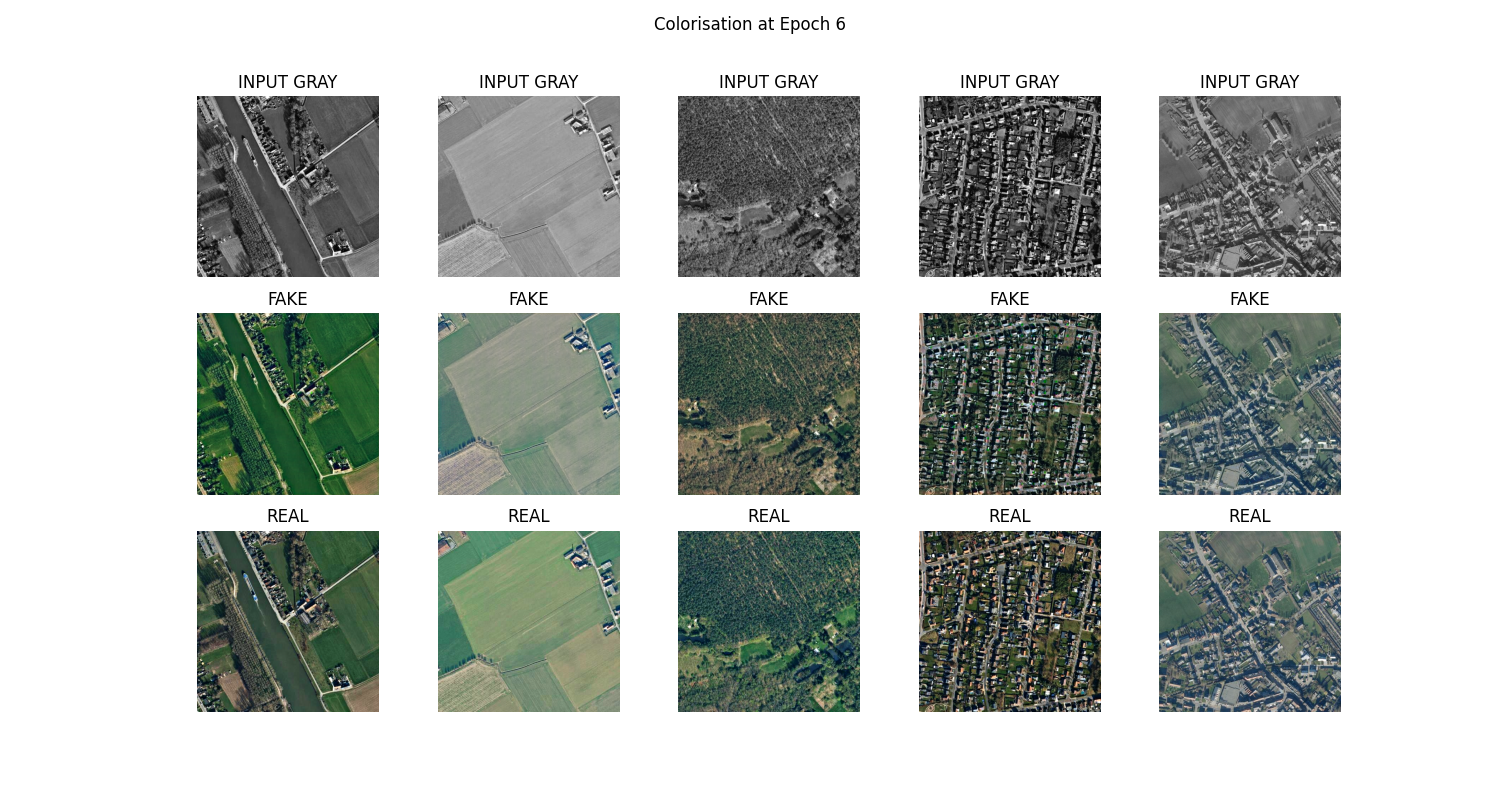 Colorisation at Epoch 6
INPUT GRAY INPUT GRAY INPUT GRAY INPUT GRAY INPUT GRAY
FAKE FAKE FAKE FAKE FAKE
REAL REAL REAL REAL REAL